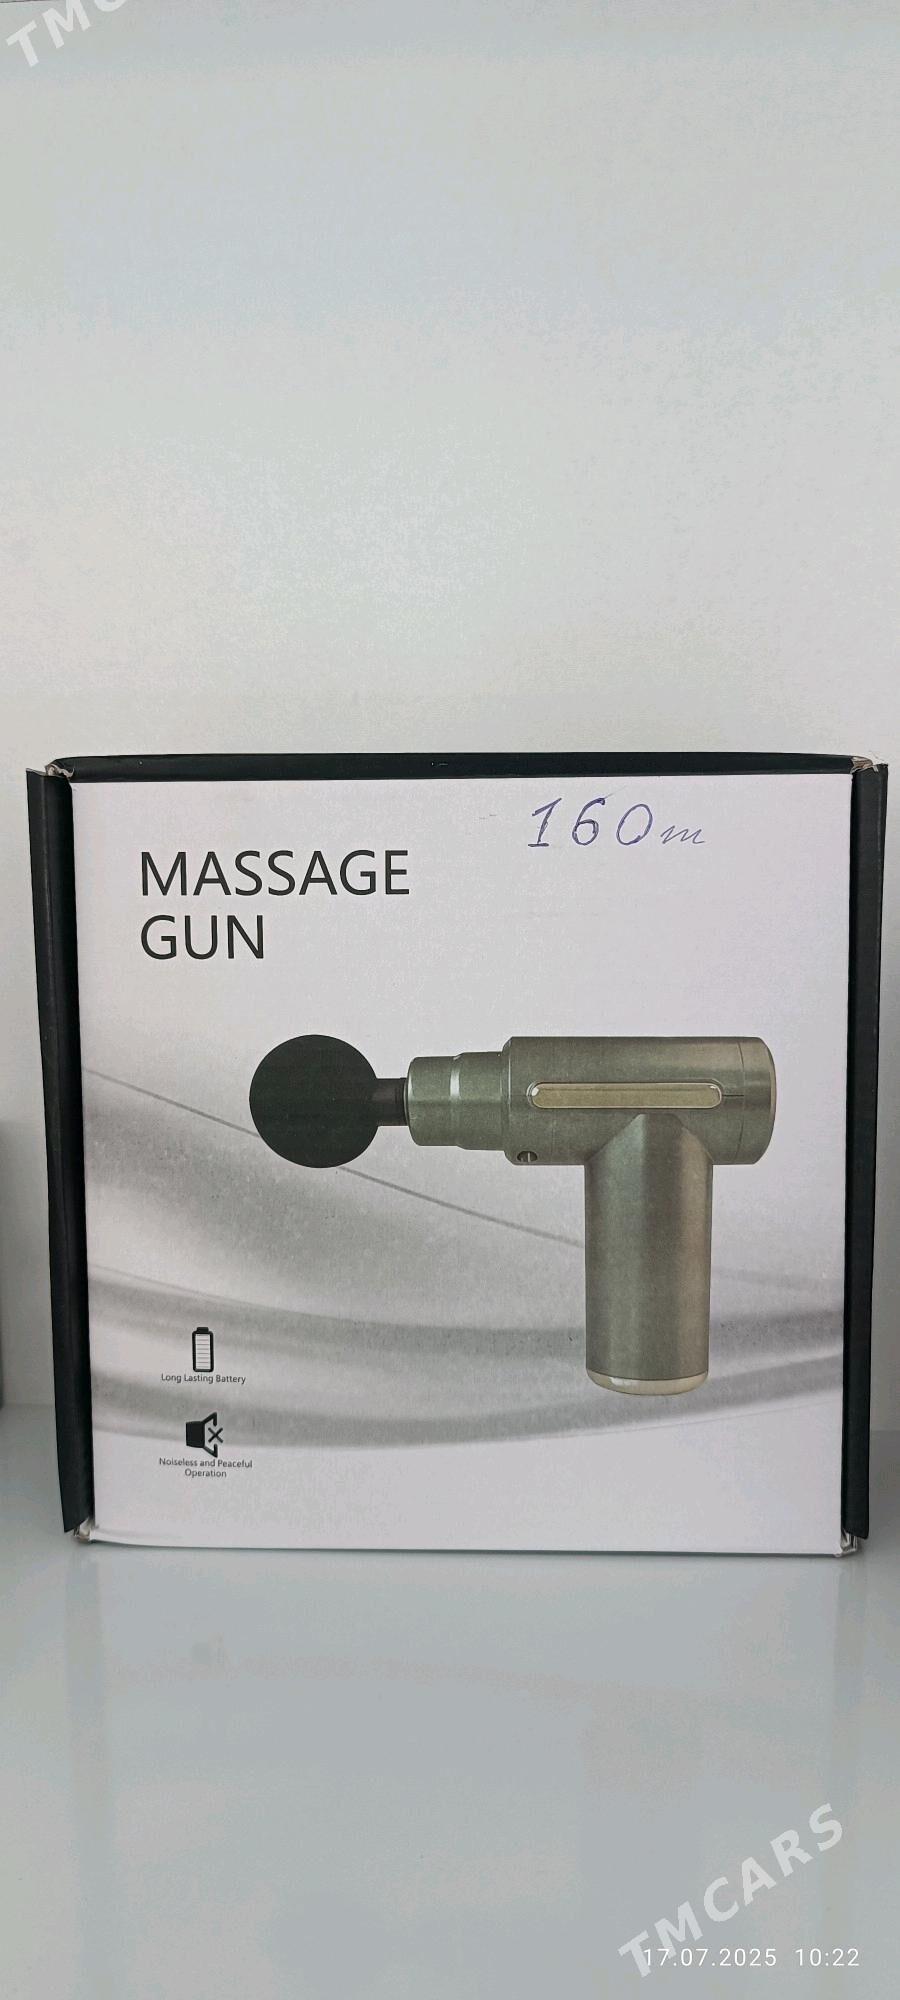 TMC
160m
MASSAGE
GUN
Long Lasting Battery
Noiseless and Peaceful
Operation
TMCARS
17.07.2025 10:22